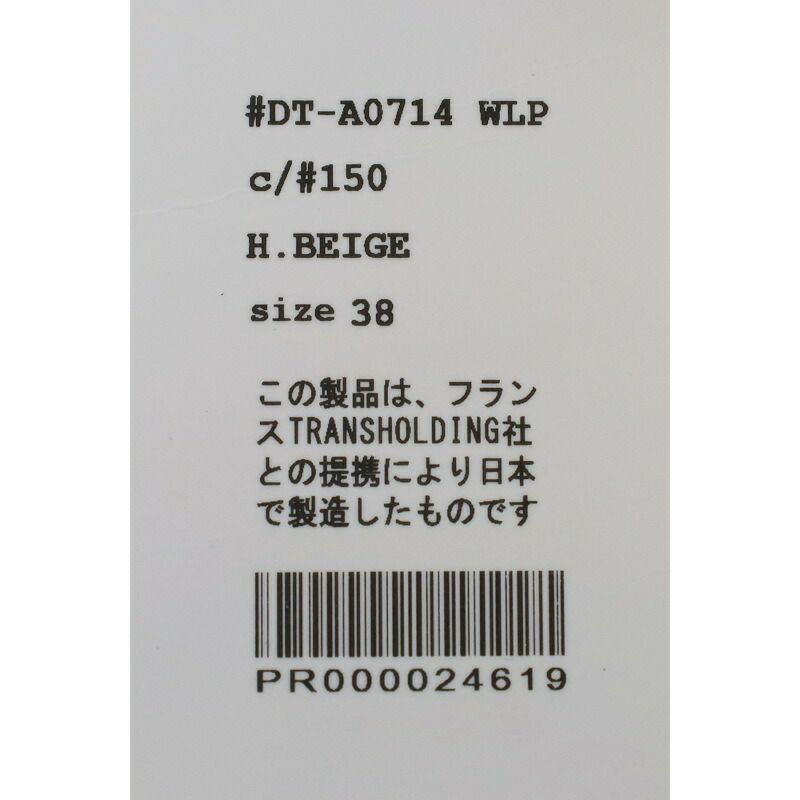 #DT-A0714 WLP
c/#150
H.BEIGE
size 38
この製品は、フラン
スTRANSHOLDING社
との提携により日本
で製造したものです
PR000024619